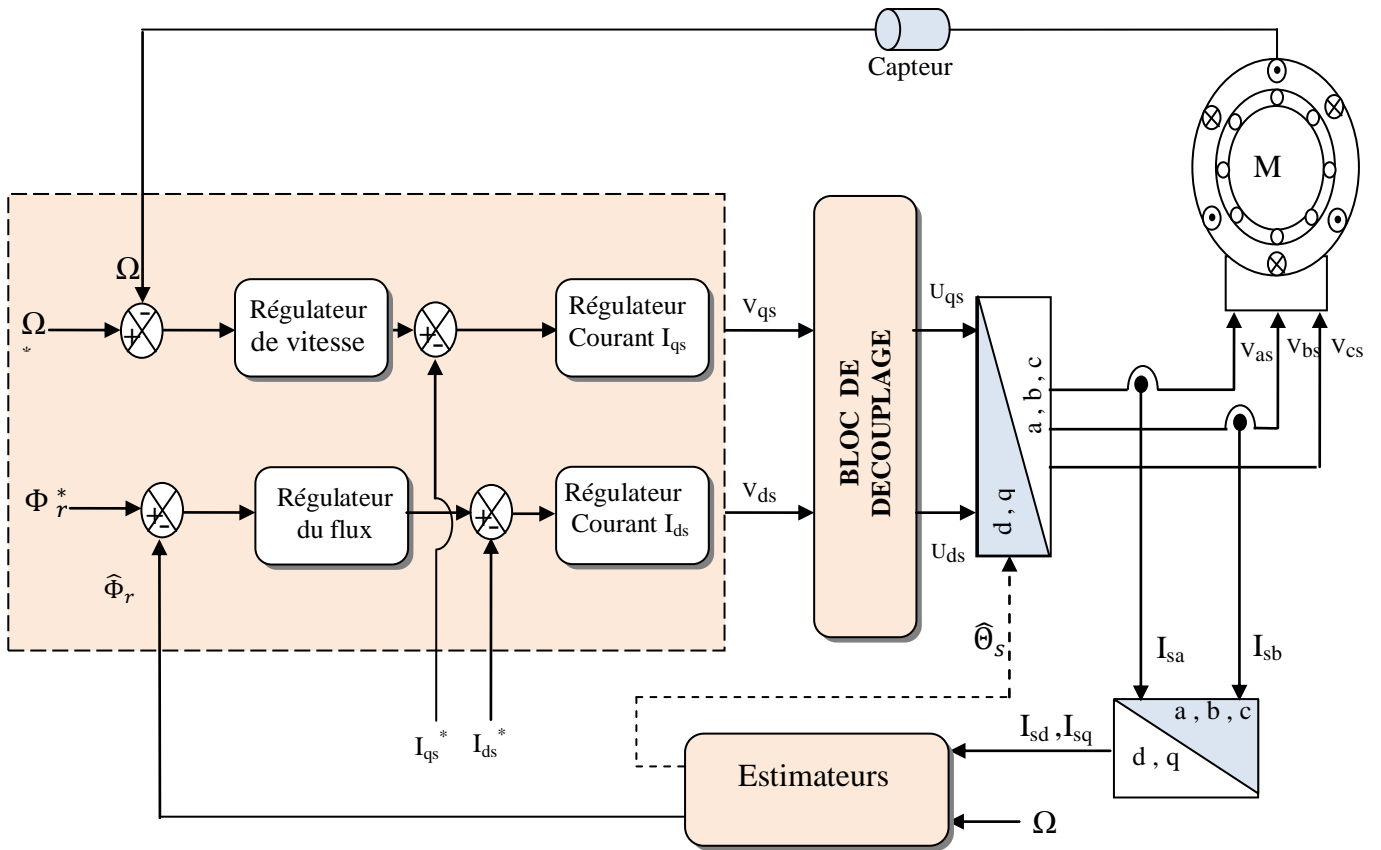 Capteur
M
Ω
Ω
*
-
+
Régulateur
de vitesse
+
-
Régulateur
Courant Iqs
Vqs
BLOC DE
DECOUPLAGE
Uqs
a , b , c
d , q
Vas
Vbs
Vcs
Φr*
+
-
Régulateur
du flux
+
-
Régulateur
Courant Ids
Vds
Uds
Φ̂r
Θ̂s
Isa
Isb
Iqs*
Ids*
Isd ,Isq
a , b , c
d , q
Estimateurs
Ω